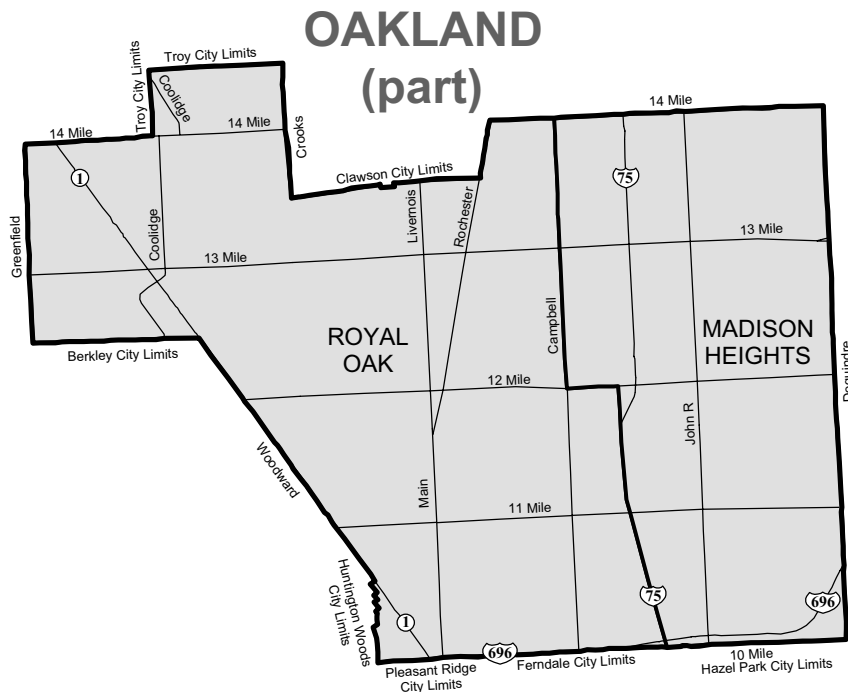 OAKLAND
(part)
Troy City Limits
Troy City Limits
Coolidge
14 Mile
14 Mile
14 Mile
Crooks
Clawson City Limits
1
75
Greenfield
Coolidge
Livernois
Rochester
13 Mile
13 Mile
Campbell
ROYAL
OAK
MADISON
HEIGHTS
Berkley City Limits
12 Mile
Dequindre
John R
Woodward
Main
11 Mile
Huntington Woods
City Limits
1
75
696
696
Pleasant Ridge
City Limits
Ferndale City Limits
10 Mile
Hazel Park City Limits